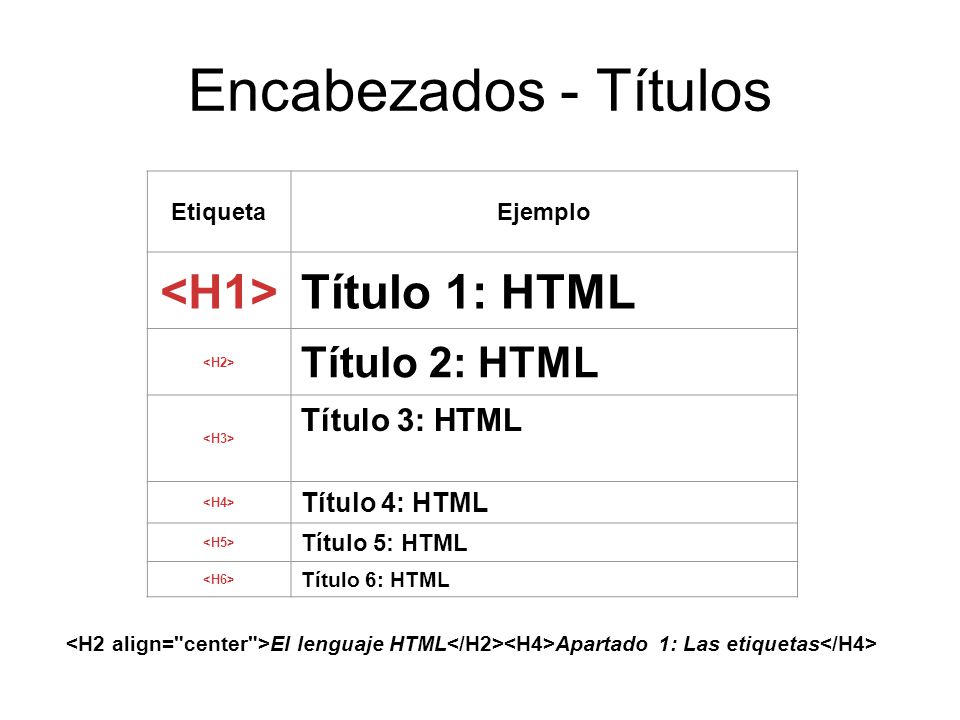 Encabezados - Títulos
Etiqueta Ejemplo
<H1> Título 1: HTML
<H2> Título 2: HTML
<H3> Título 3: HTML
<H4> Título 4: HTML
<H5> Título 5: HTML
<H6> Título 6: HTML
<H2 align="center">El lenguaje HTML</H2><H4>Apartado 1: Las etiquetas</H4>